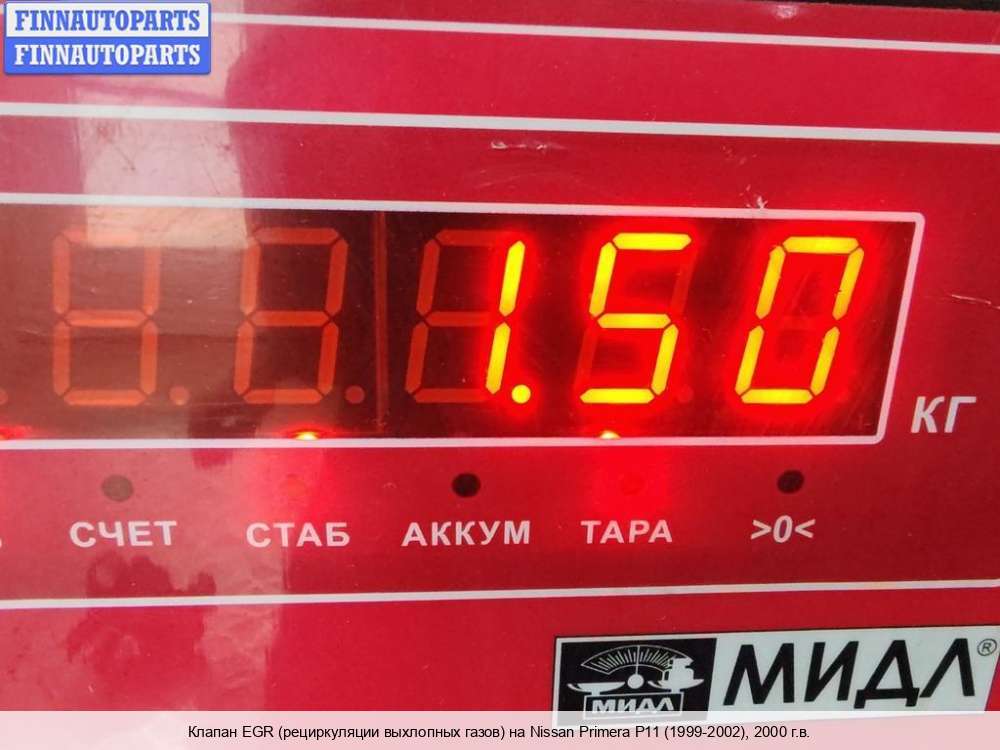 FINNAUTOPARTS
FINNAUTOPARTS
1.50
КГ
СЧЕТ СТАБ АККУМ ТАРА >0<
МИДЛ МИДЛ®
Клапан EGR (рециркуляции выхлопных газов) на Nissan Primera P11 (1999-2002), 2000 г.в.